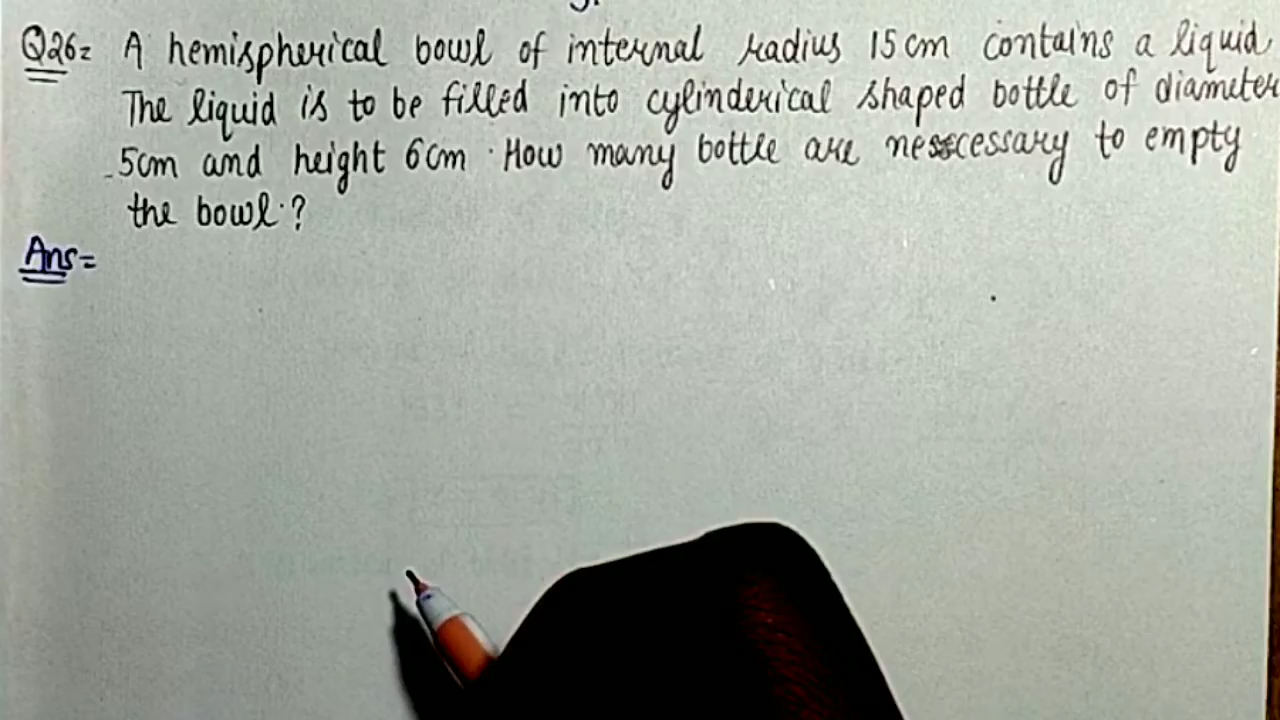 Q26= A hemispherical bowl of internal radius 15cm contains a liquid.
The liquid is to be filled into cylinderical shaped bottle of diameter
5cm and height 6cm. How many bottle are nesscessary to empty
the bowl.?
Ans=